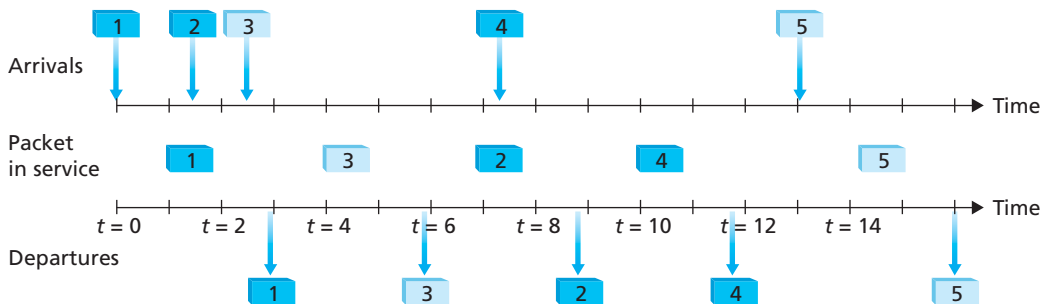 1 2 3 4 5
Arrivals
Time
Packet
in service
1 3 2 4 5
Time
t = 0 t = 2 t = 4 t = 6 t = 8 t = 10 t = 12 t = 14
Departures
1 3 2 4 5